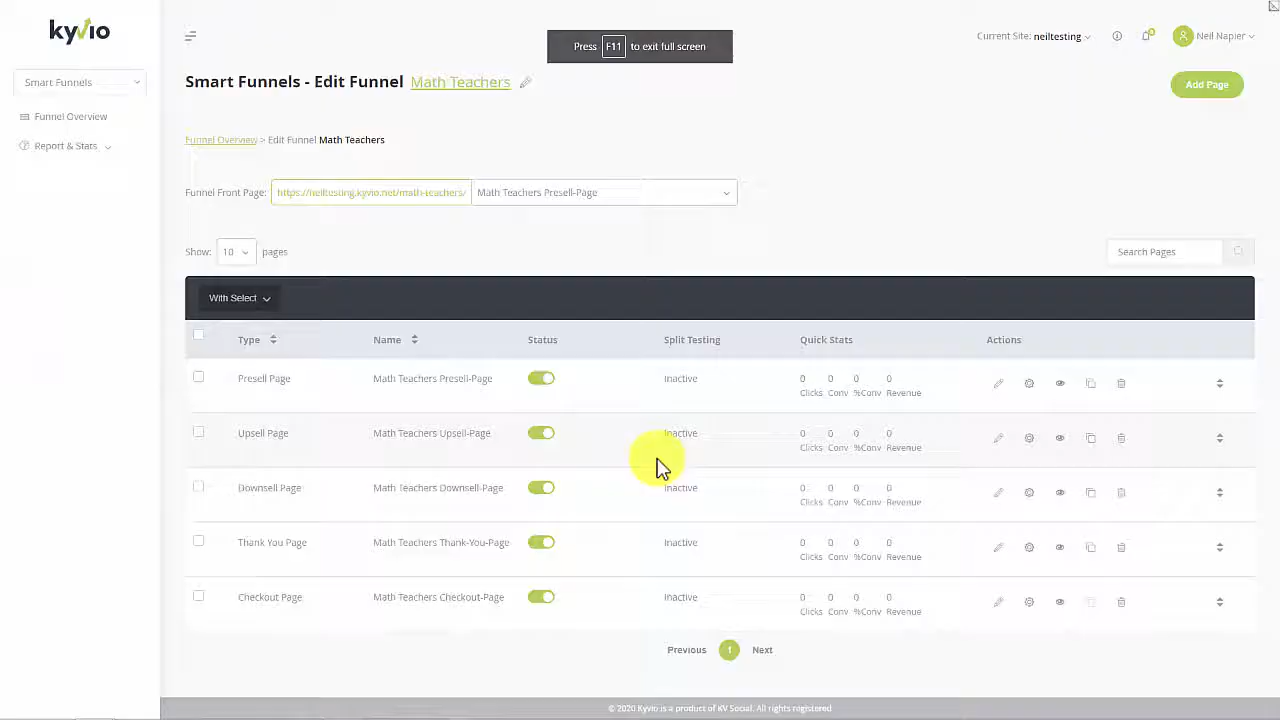 kyvio
Press F11 to exit full screen
Current Site: neiltesting
Neil Napier
Smart Funnels
Smart Funnels - Edit Funnel Math Teachers
Add Page
Funnel Overview
Report & Stats
Funnel Overview > Edit Funnel Math Teachers
Funnel Front Page: https://neiltesting.kyvio.net/math-teachers/ Math Teachers Presell-Page
Show: 10 pages
Search Pages
With Select
Type Name Status Split Testing Quick Stats Actions
Presell Page Math Teachers Presell-Page Inactive 0 0 0 0
Clicks Conv %Conv Revenue
Upsell Page Math Teachers Upsell-Page Inactive 0 0 0 0
Clicks Conv %Conv Revenue
Downsell Page Math Teachers Downsell-Page Inactive 0 0 0 0
Clicks Conv %Conv Revenue
Thank You Page Math Teachers Thank-You-Page Inactive 0 0 0 0
Clicks Conv %Conv Revenue
Checkout Page Math Teachers Checkout-Page Inactive 0 0 0 0
Clicks Conv %Conv Revenue
Previous 1 Next
© 2020 Kyvio is a product of KV Social. All rights registered